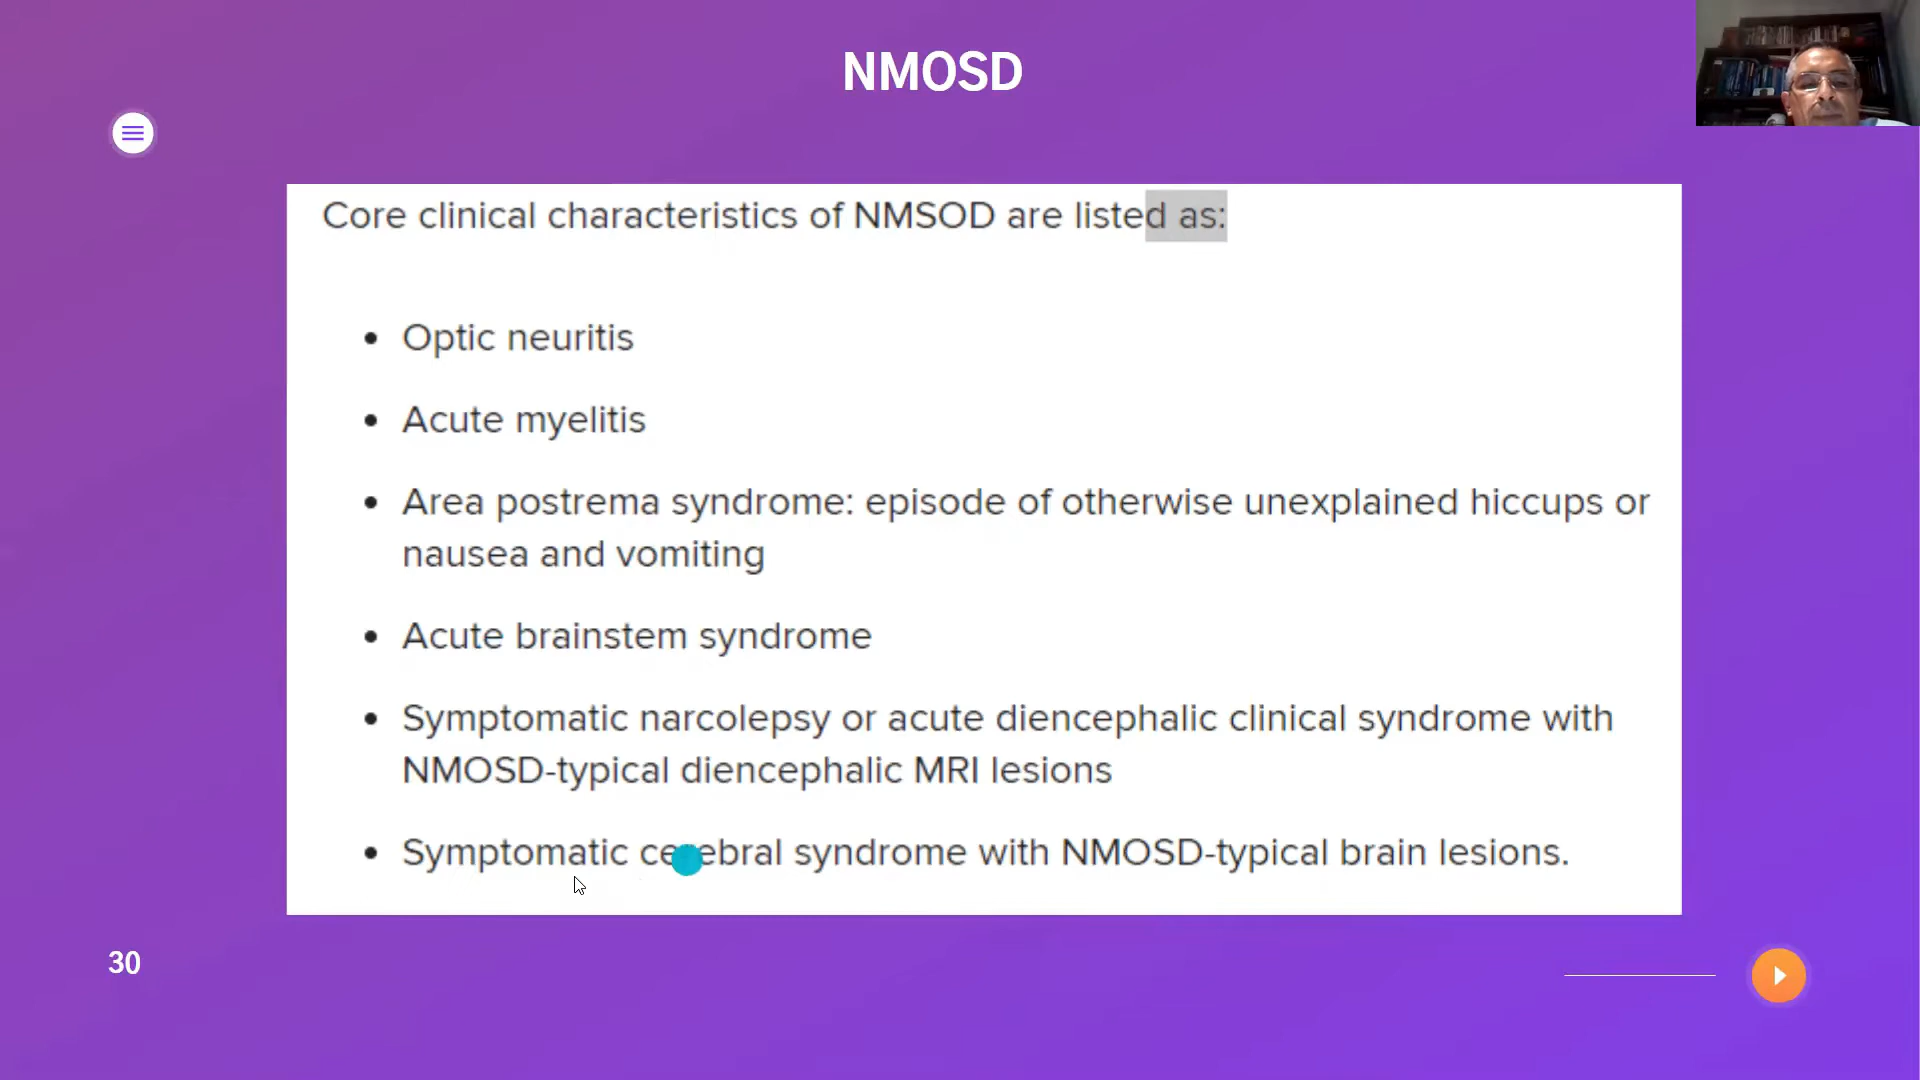 NMOSD
Core clinical characteristics of NMSOD are listed as:
• Optic neuritis
• Acute myelitis
• Area postrema syndrome: episode of otherwise unexplained hiccups or
nausea and vomiting
• Acute brainstem syndrome
• Symptomatic narcolepsy or acute diencephalic clinical syndrome with
NMOSD-typical diencephalic MRI lesions
• Symptomatic cerebral syndrome with NMOSD-typical brain lesions.
30